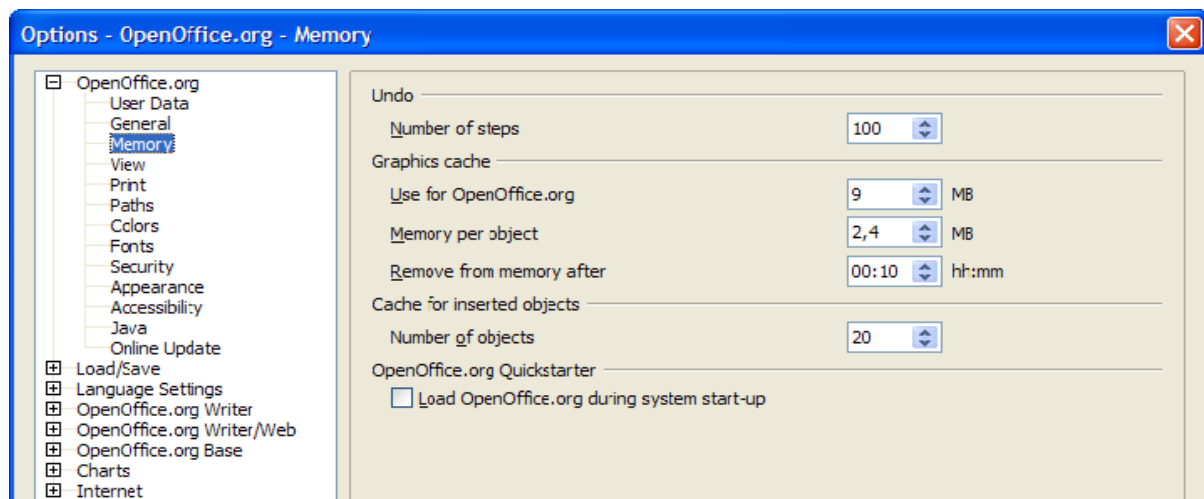 Options - OpenOffice.org - Memory
OpenOffice.org
User Data
General
Memory
View
Print
Paths
Colors
Fonts
Security
Appearance
Accessibility
Java
Online Update
Load/Save
Language Settings
OpenOffice.org Writer
OpenOffice.org Writer/Web
OpenOffice.org Base
Charts
Internet
Undo
Number of steps 100
Graphics cache
Use for OpenOffice.org 9 MB
Memory per object 2,4 MB
Remove from memory after 00:10 hh:mm
Cache for inserted objects
Number of objects 20
OpenOffice.org Quickstarter
Load OpenOffice.org during system start-up